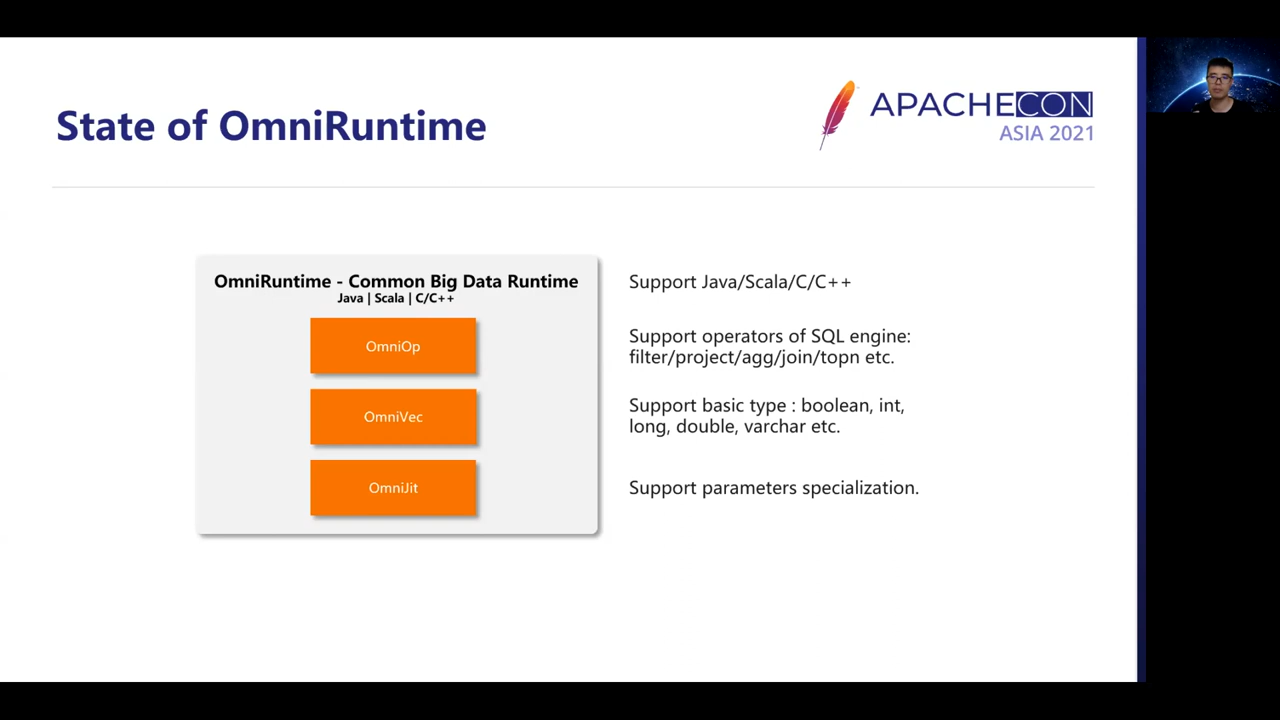 State of OmniRuntime
APACHECON
ASIA 2021
OmniRuntime - Common Big Data Runtime
Java | Scala | C/C++
OmniOp
OmniVec
OmniJit
Support Java/Scala/C/C++
Support operators of SQL engine:
filter/project/agg/join/topn etc.
Support basic type : boolean, int,
long, double, varchar etc.
Support parameters specialization.